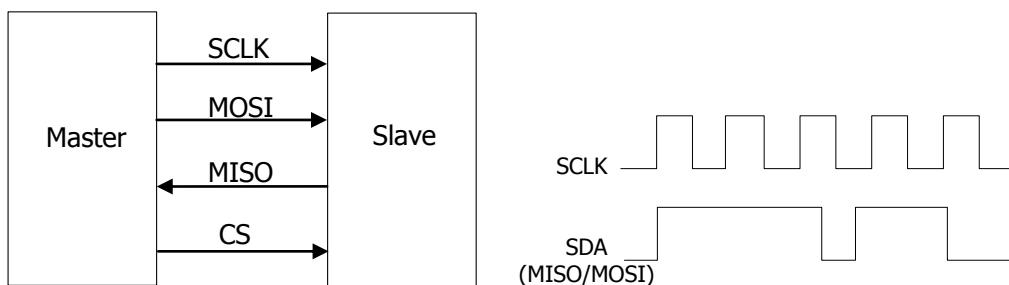 Master
SCLK
MOSI
MISO
CS
Slave
SCLK
SDA
(MISO/MOSI)